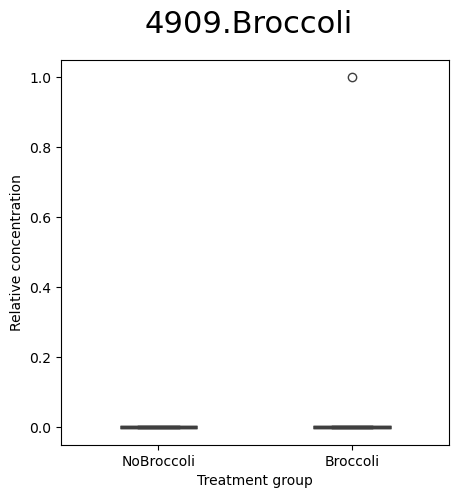 4909.Broccoli
1.0
0.8
0.6
0.4
0.2
0.0
Relative concentration
NoBroccoli
Broccoli
Treatment group